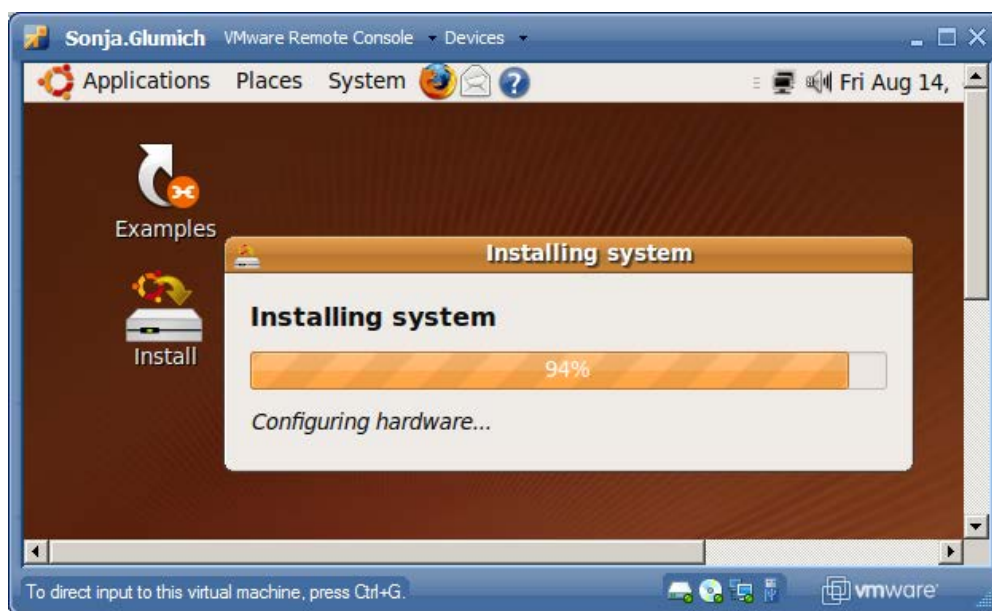 Sonja.Glumich VMware Remote Console Devices
Applications Places System Fri Aug 14,
Examples
Installing system
Installing system
94%
Install
Configuring hardware...
To direct input to this virtual machine, press Ctrl+G.
vmware